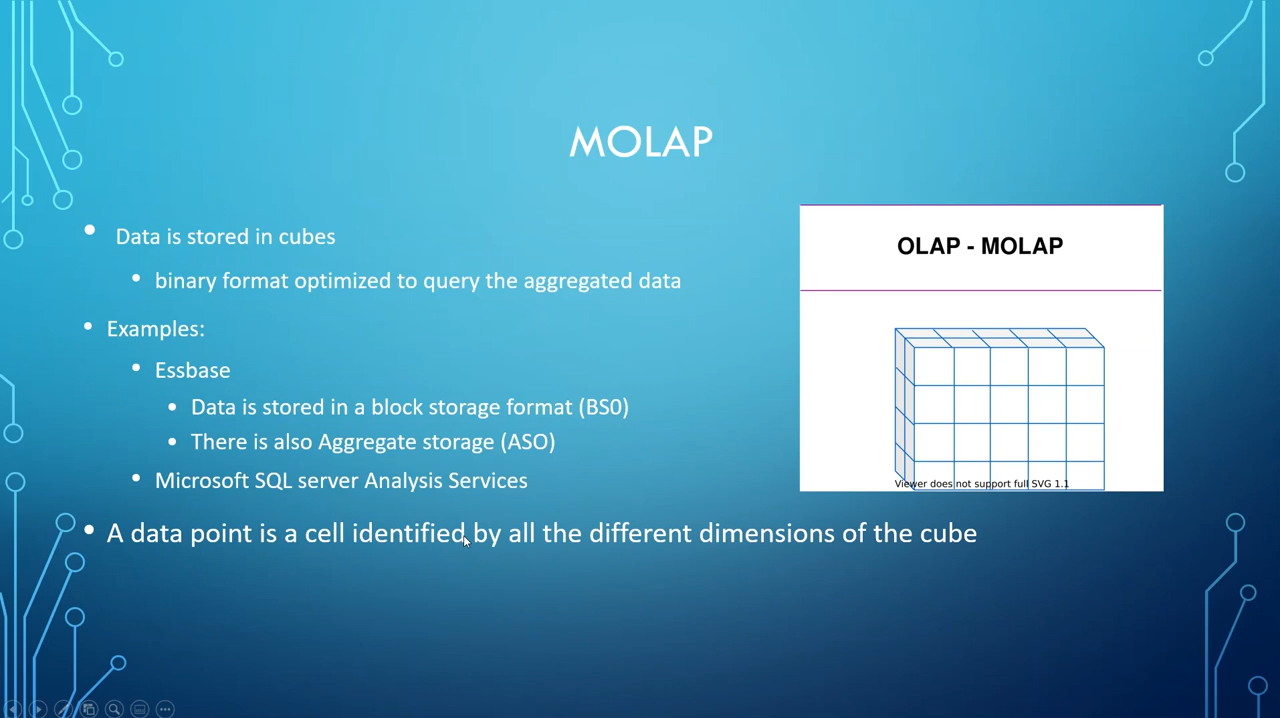 MOLAP
Data is stored in cubes
binary format optimized to query the aggregated data
Examples:
Essbase
Data is stored in a block storage format (BS0)
There is also Aggregate storage (ASO)
Microsoft SQL server Analysis Services
A data point is a cell identified by all the different dimensions of the cube
OLAP - MOLAP
Viewer does not support full SVG 1.1